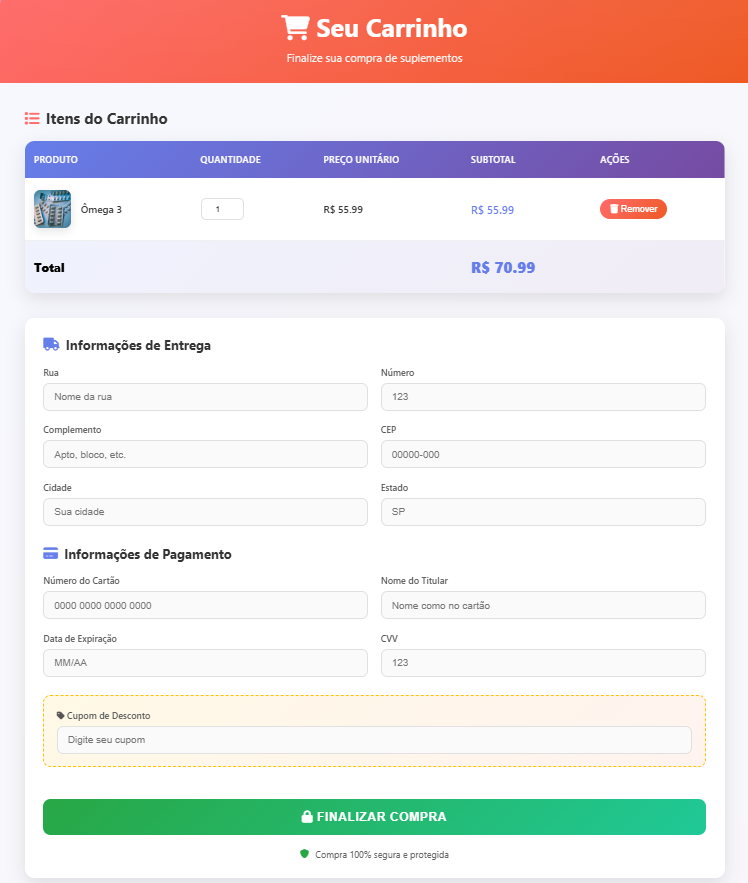 Seu Carrinho
Finalize sua compra de suplementos
Itens do Carrinho
PRODUTO QUANTIDADE PREÇO UNITÁRIO SUBTOTAL AÇÕES
Ômega 3 1 R$ 55.99 R$ 55.99 Remover
Total R$ 70.99
Informações de Entrega
Rua Número
Nome da rua 123
Complemento CEP
Apto, bloco, etc. 00000-000
Cidade Estado
Sua cidade SP
Informações de Pagamento
Número do Cartão Nome do Titular
0000 0000 0000 0000 Nome como no cartão
Data de Expiração CVV
MM/AA 123
Cupom de Desconto
Digite seu cupom
FINALIZAR COMPRA
Compra 100% segura e protegida